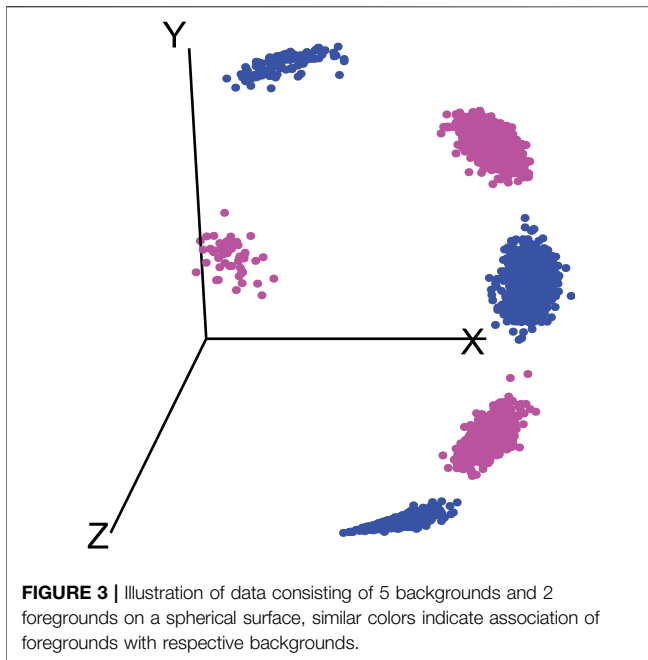 Y
X
Z
FIGURE 3 | Illustration of data consisting of 5 backgrounds and 2
foregrounds on a spherical surface, similar colors indicate association of
foregrounds with respective backgrounds.